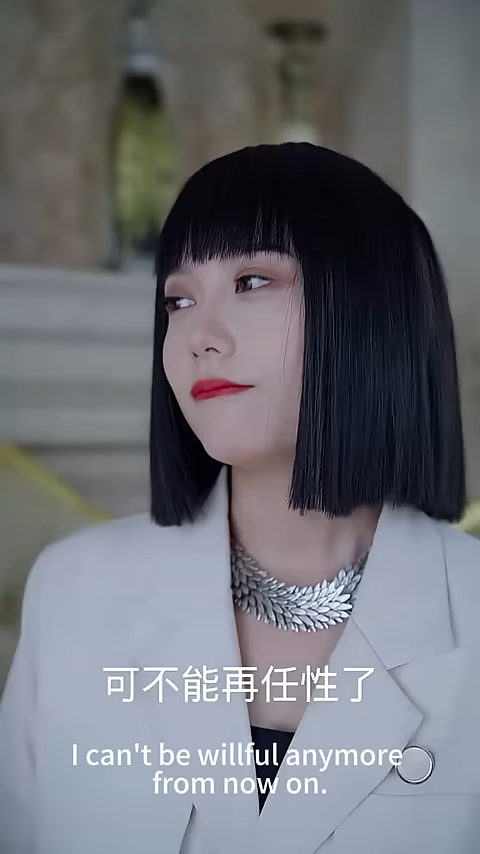 可不能再任性了
I can't be willful anymore
from now on.